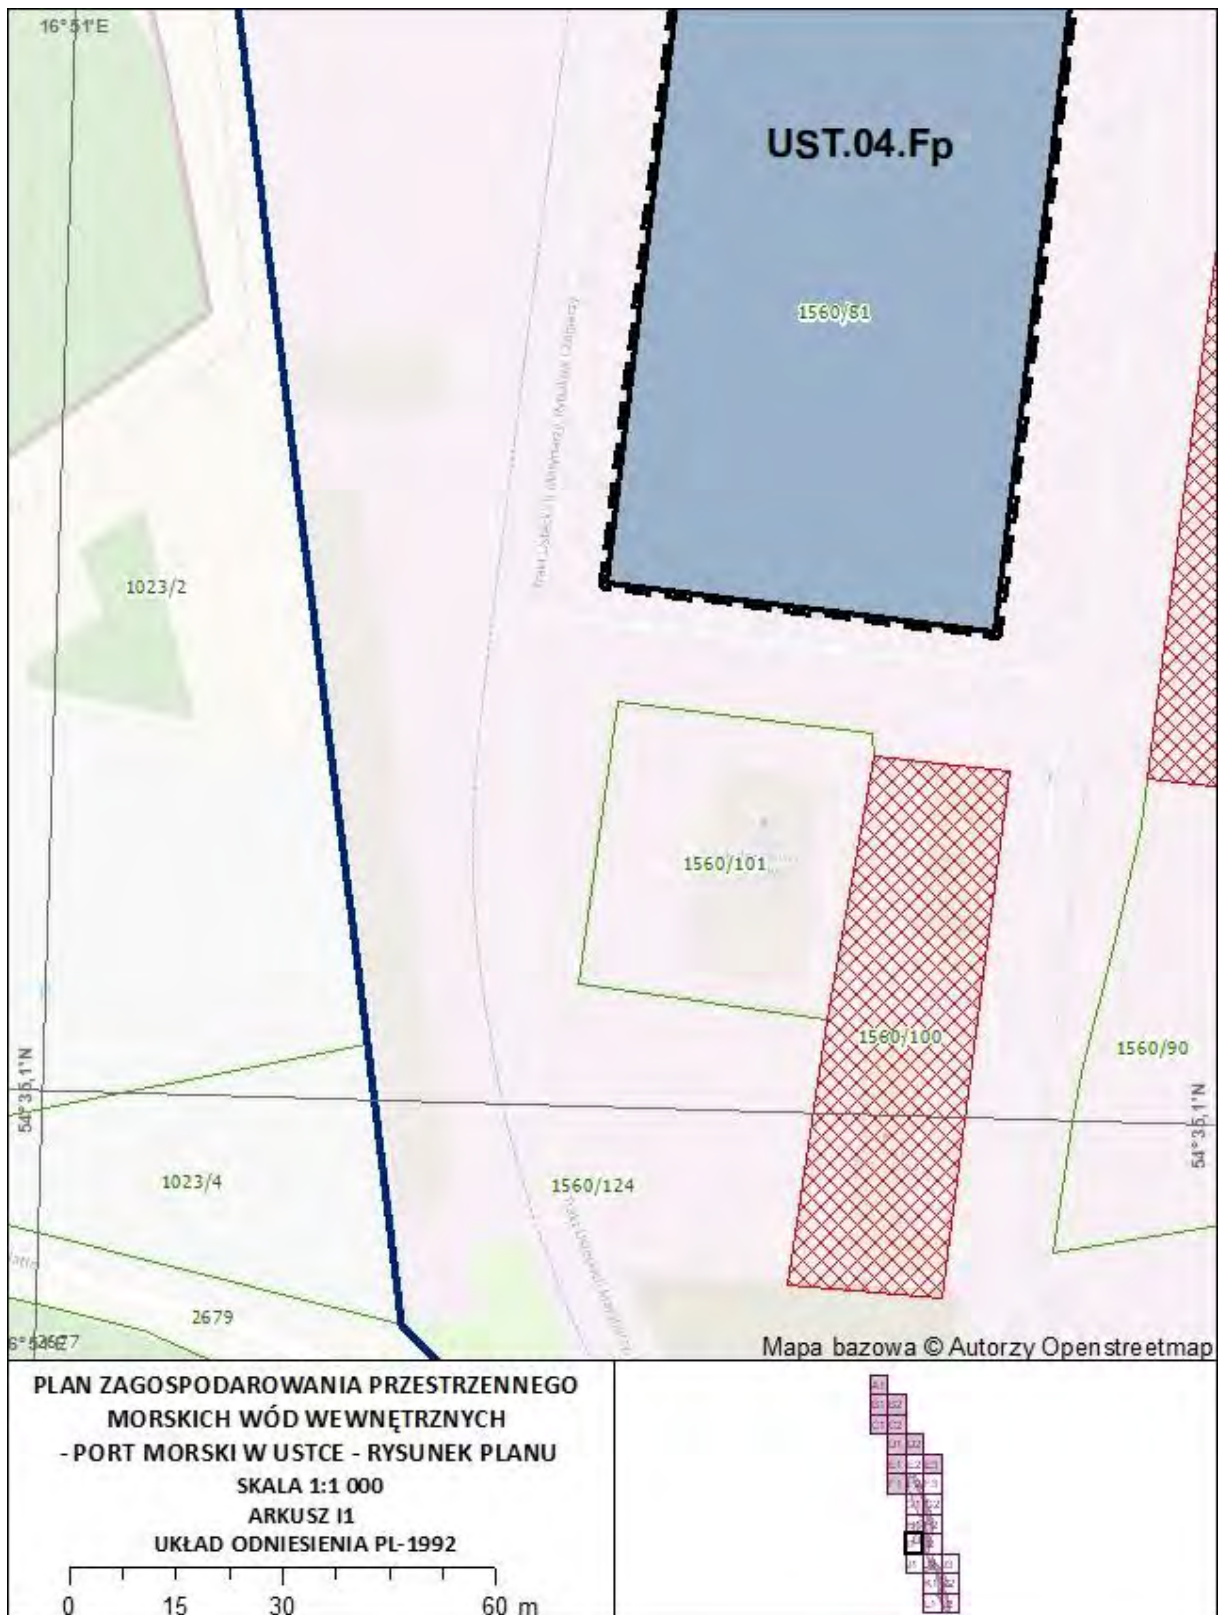 16°51'E
UST.04.Fp
1560/81
1023/2
1560/101
1560/100
1560/90
54°35,1'N
54°35,1'N
1023/4
1560/124
2679
Mapa bazowa © Autorzy Openstreetmap
PLAN ZAGOSPODAROWANIA PRZESTRZENNEGO
MORSKICH WÓD WEWNĘTRZNYCH
- PORT MORSKI W USTCE - RYSUNEK PLANU
SKALA 1:1 000
ARKUSZ I1
UKŁAD ODNIESIENIA PL-1992
0 15 30 60 m